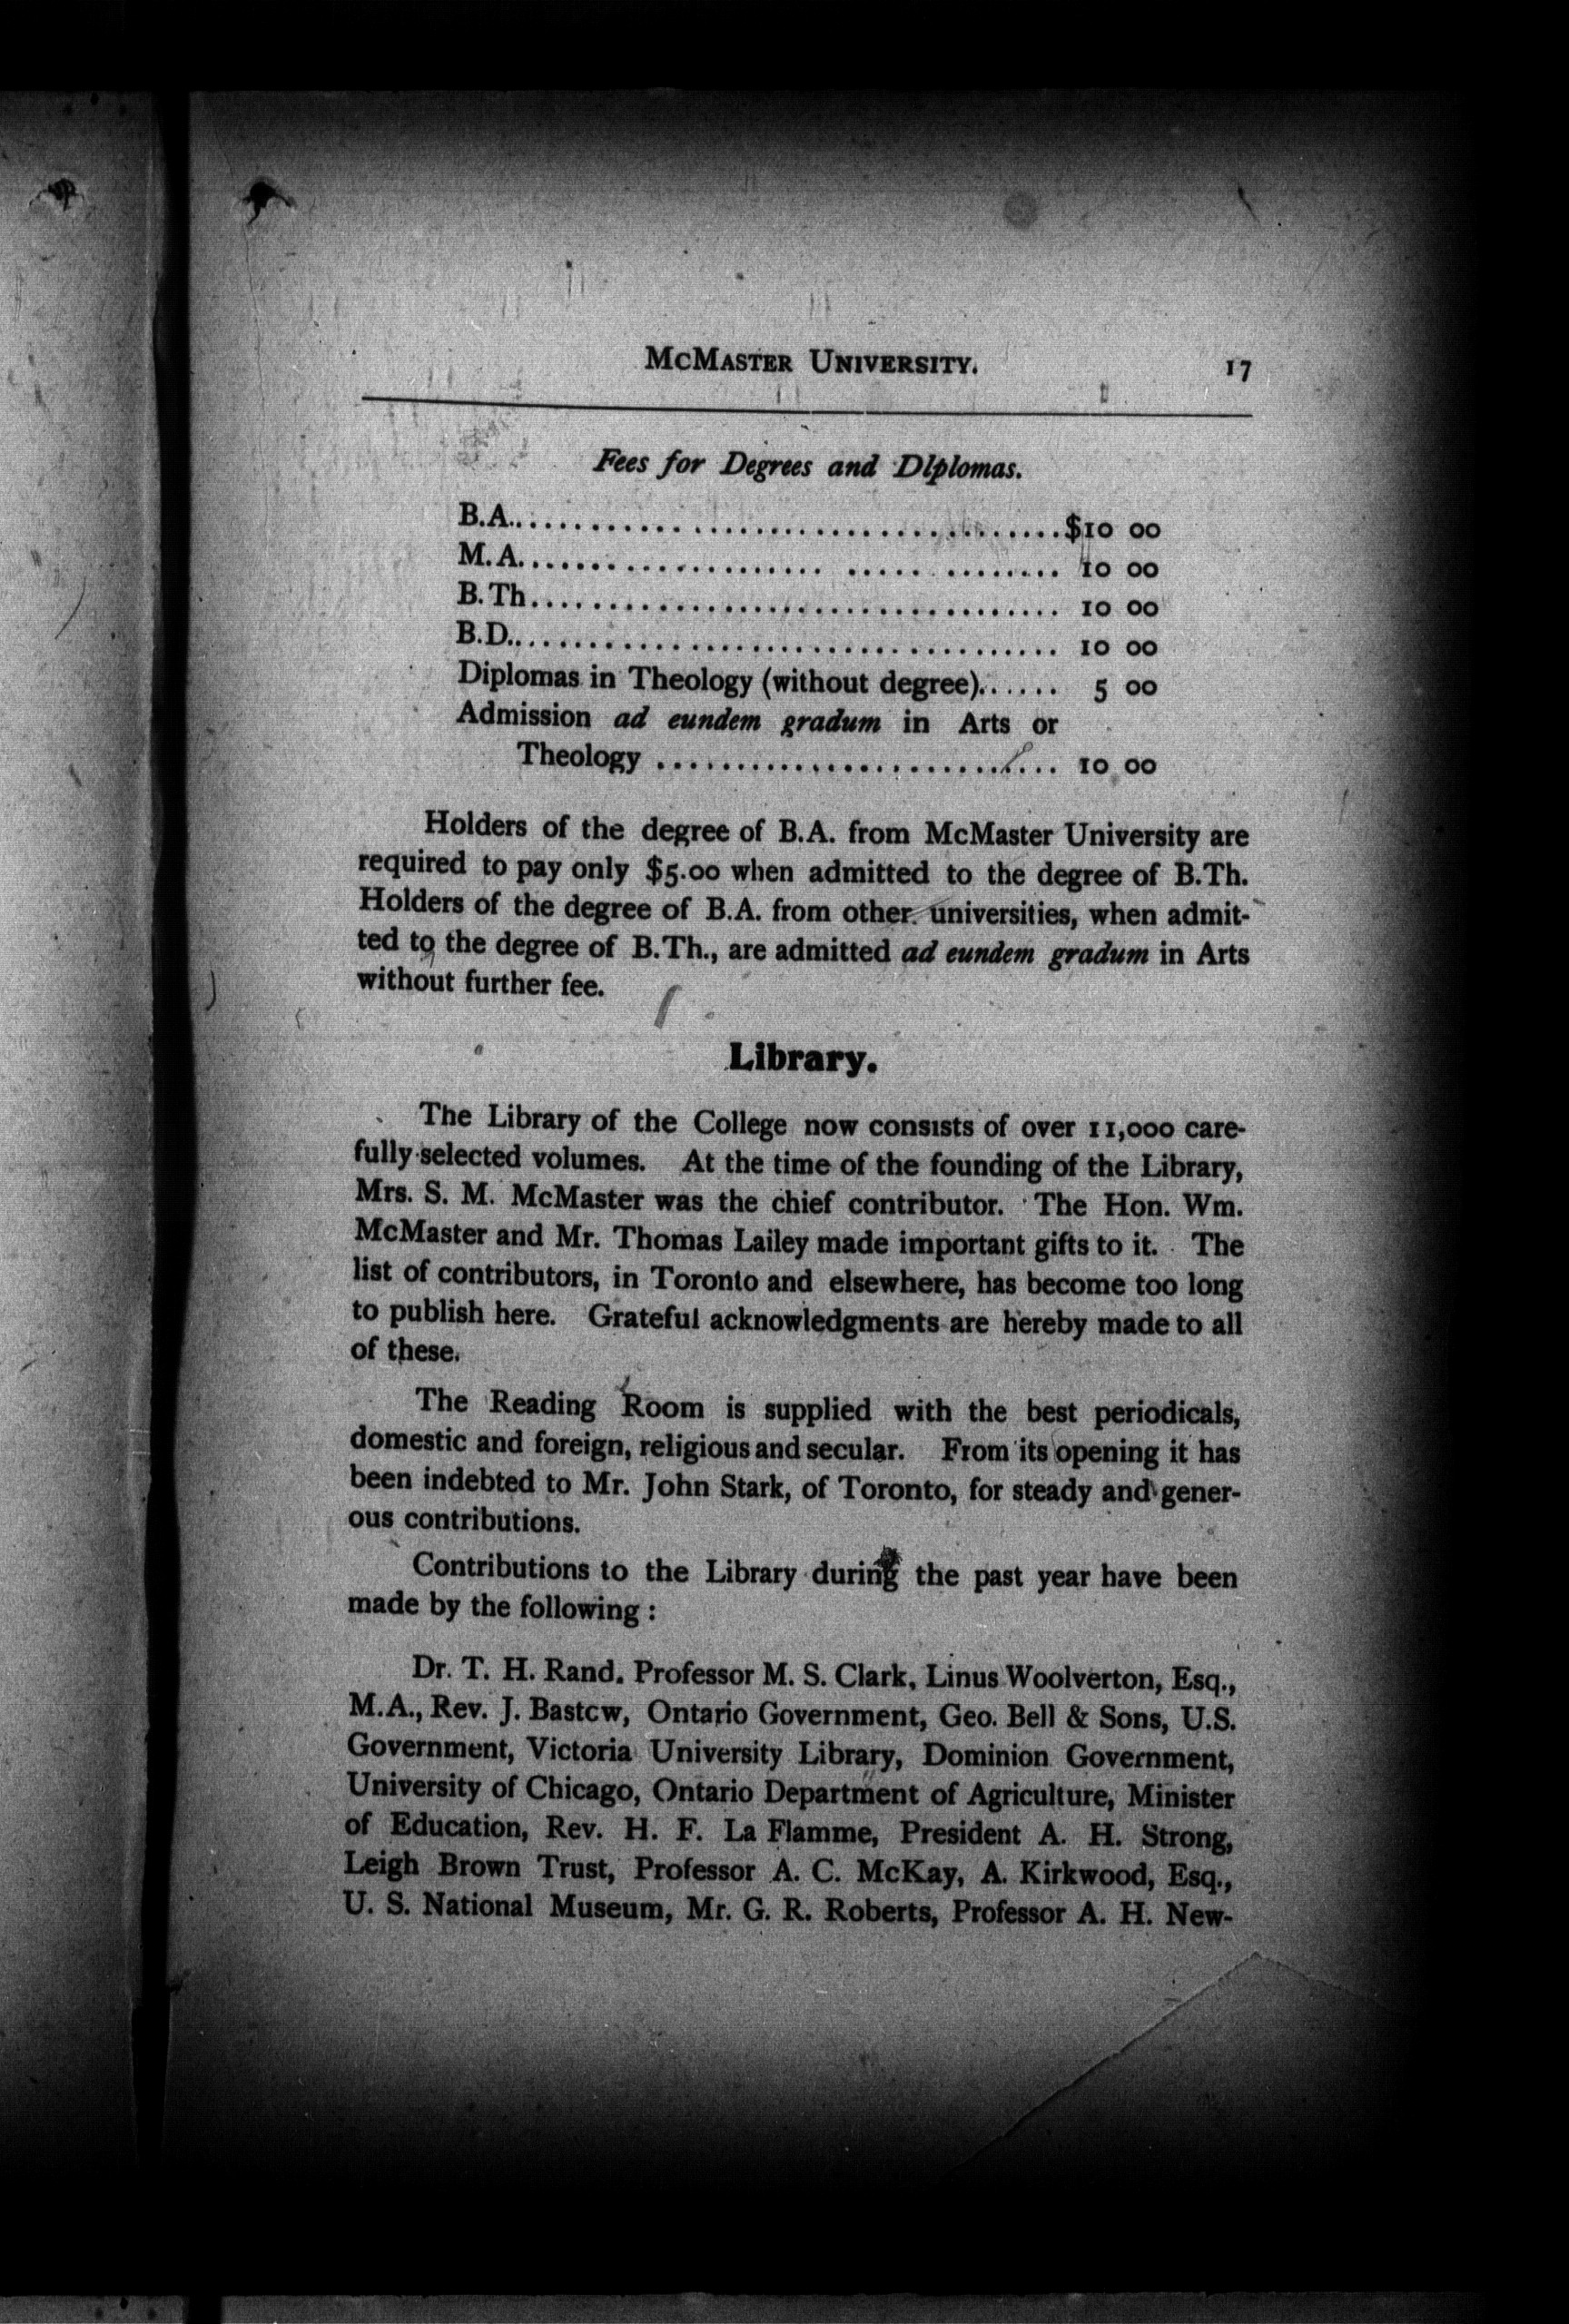 McMaster University. 17
Fees for Degrees and Diplomas.
B.A.......................................$10 00
M.A....................................... 10 00
B.Th...................................... 10 00
B.D....................................... 10 00
Diplomas in Theology (without degree)...... 5 00
Admission ad eundem gradum in Arts or
Theology .......................... 10 00
Holders of the degree of B.A. from McMaster University are
required to pay only $5.00 when admitted to the degree of B.Th.
Holders of the degree of B.A. from other universities, when admit-
ted to the degree of B.Th., are admitted ad eundem gradum in Arts
without further fee.
Library.
The Library of the College now consists of over 11,000 care-
fully selected volumes. At the time of the founding of the Library,
Mrs. S. M. McMaster was the chief contributor. The Hon. Wm.
McMaster and Mr. Thomas Lailey made important gifts to it. The
list of contributors, in Toronto and elsewhere, has become too long
to publish here. Grateful acknowledgments are hereby made to all
of these.
The Reading Room is supplied with the best periodicals,
domestic and foreign, religious and secular. From its opening it has
been indebted to Mr. John Stark, of Toronto, for steady and gener-
ous contributions.
Contributions to the Library during the past year have been
made by the following :
Dr. T. H. Rand. Professor M. S. Clark, Linus Woolverton, Esq.,
M.A., Rev. J. Bastcw, Ontario Government, Geo. Bell & Sons, U.S.
Government, Victoria University Library, Dominion Government,
University of Chicago, Ontario Department of Agriculture, Minister
of Education, Rev. H. F. La Flamme, President A. H. Strong,
Leigh Brown Trust, Professor A. C. McKay, A. Kirkwood, Esq.,
U. S. National Museum, Mr. G. R. Roberts, Professor A. H. New-